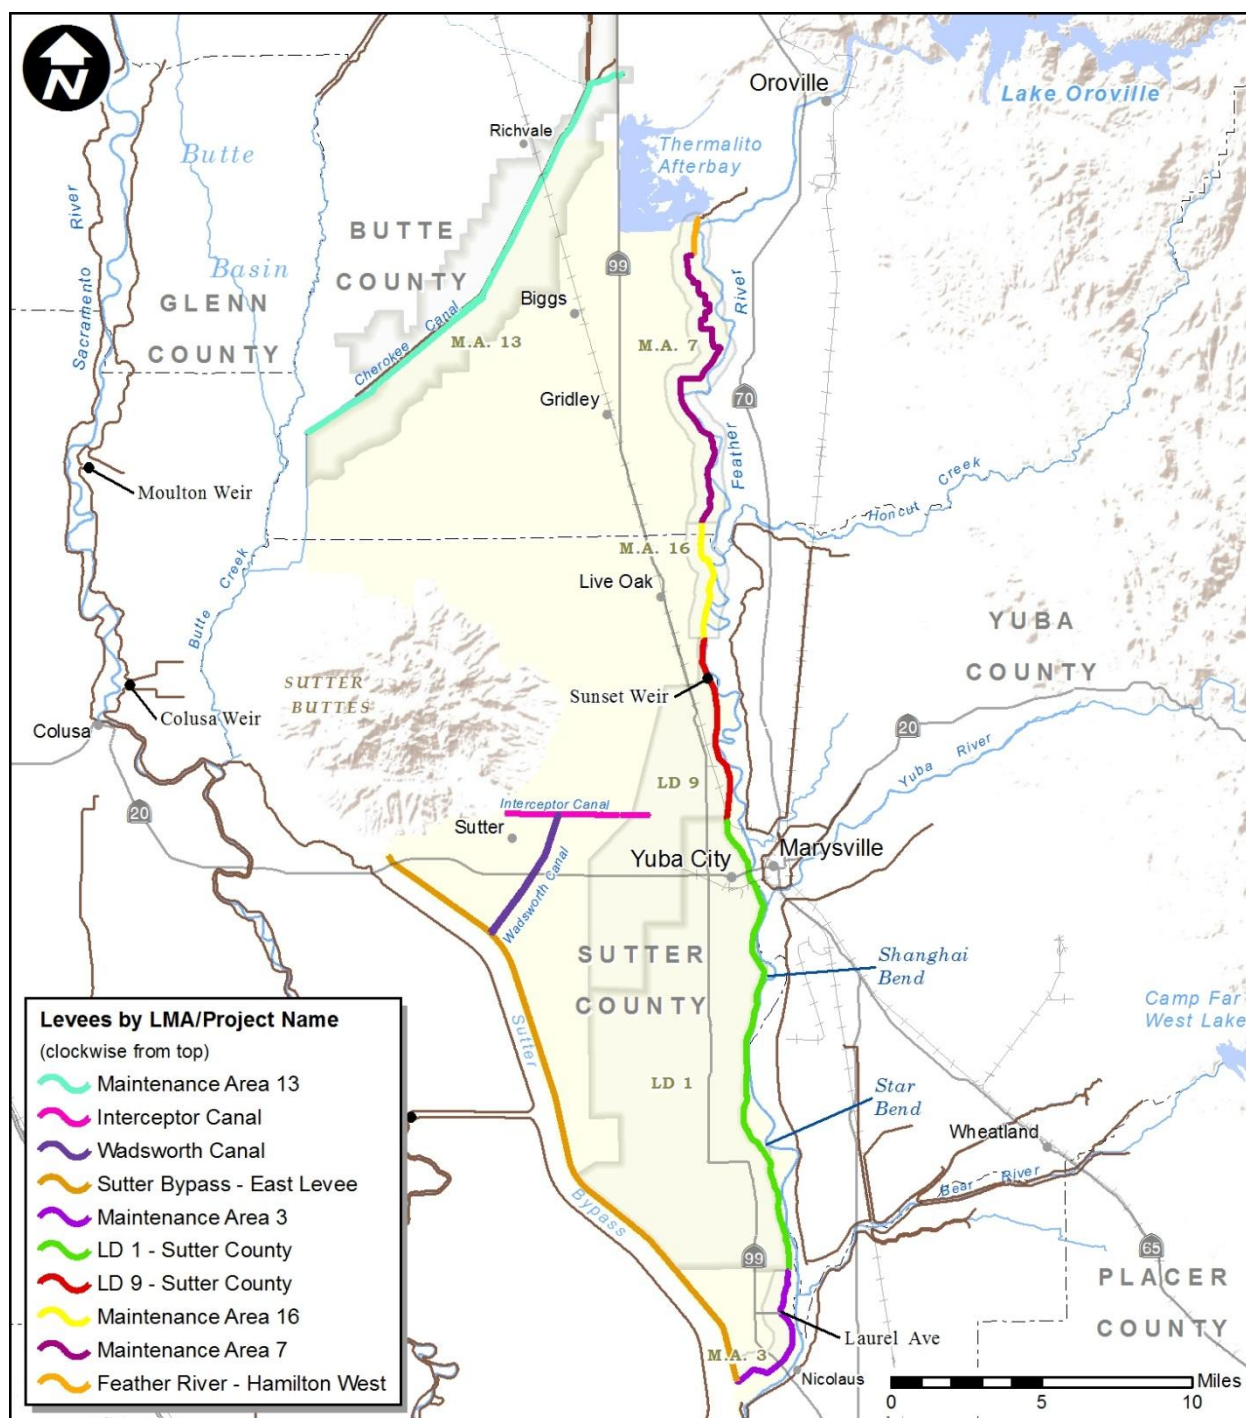 N
Oroville
Lake Oroville
Richvale
Thermalito
Afterbay
Butte
Basin
Sacramento
River
BUTTE
COUNTY
GLENN
COUNTY
99
Biggs
River
Cherokee Canal
M.A. 13
M.A. 7
Gridley
70
Feather
Moulton Weir
Honcut Creek
M.A. 16
Live Oak
Butte Creek
YUBA
COUNTY
SUTTER
BUTTES
Sunset Weir
Colusa Weir
Colusa
20
Yuba River
LD 9
Interceptor Canal
20
Sutter
Yuba City
Marysville
Wadsworth Canal
SUTTER
COUNTY
Shanghai
Bend
Camp Far
West Lake
Sutter
LD 1
Star
Bend
Wheatland
Bear River
Bypass
99
65
PLACER
COUNTY
Laurel Ave
M.A. 3
Nicolaus
Miles
0 5 10
Levees by LMA/Project Name
(clockwise from top)
Maintenance Area 13
Interceptor Canal
Wadsworth Canal
Sutter Bypass - East Levee
Maintenance Area 3
LD 1 - Sutter County
LD 9 - Sutter County
Maintenance Area 16
Maintenance Area 7
Feather River - Hamilton West